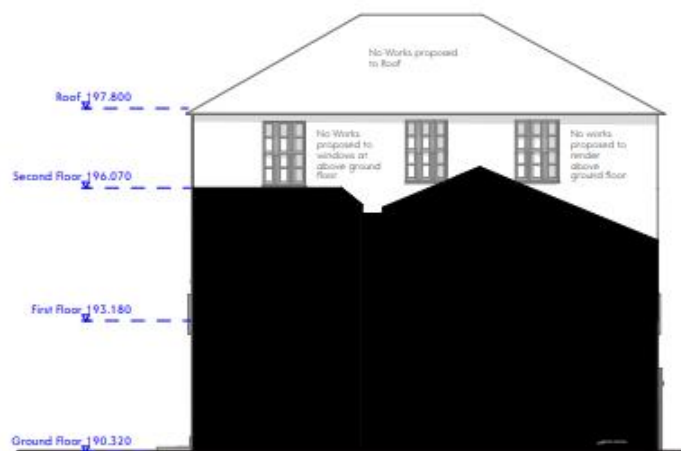 No Works proposed
to Roof
Roof 197.800
No Works
proposed to
windows at
above ground
floor
No works
proposed to
render
above
ground floor
Second Floor 196.070
First Floor 193.180
Ground Floor 190.320